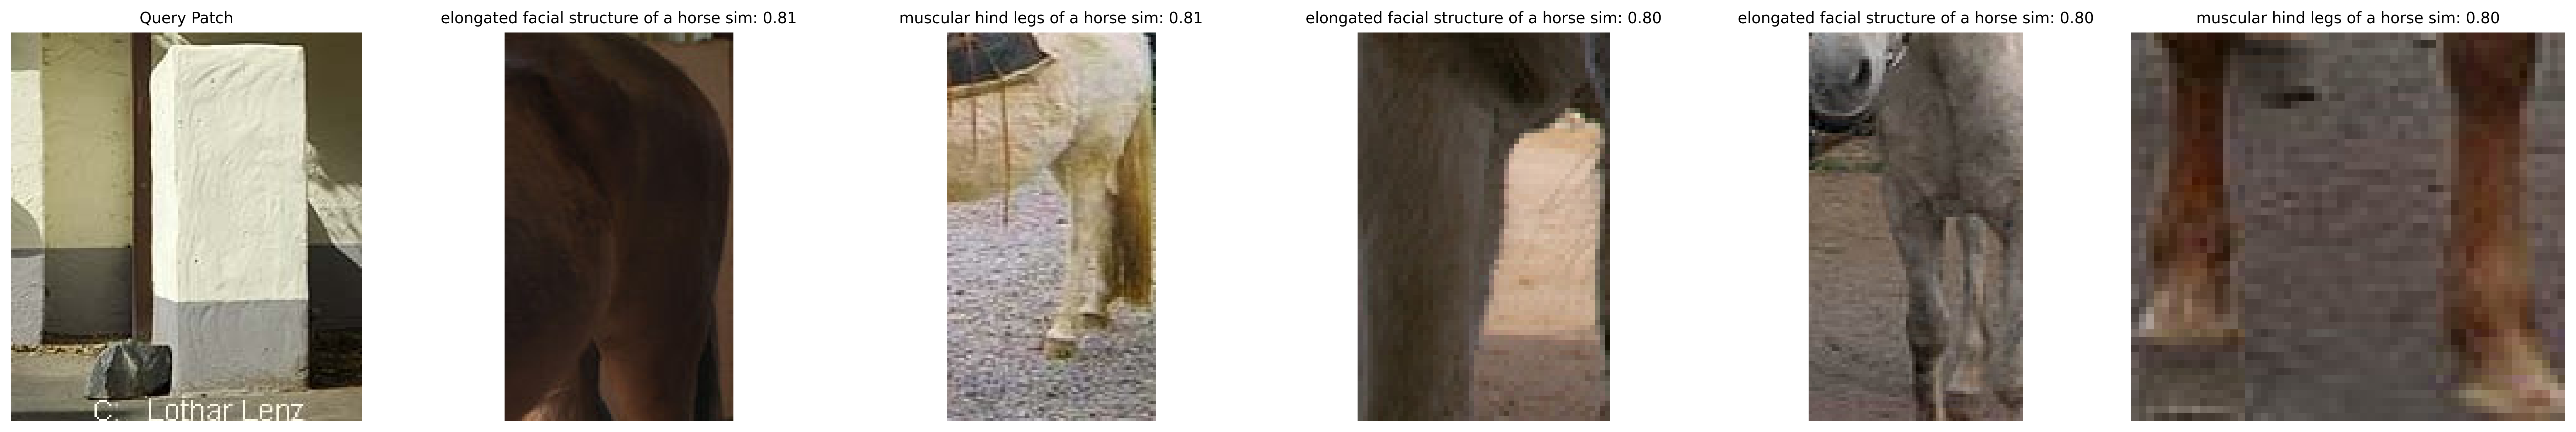 Query Patch
elongated facial structure of a horse sim: 0.81
muscular hind legs of a horse sim: 0.81
elongated facial structure of a horse sim: 0.80
elongated facial structure of a horse sim: 0.80
muscular hind legs of a horse sim: 0.80
C: Lothar Lenz